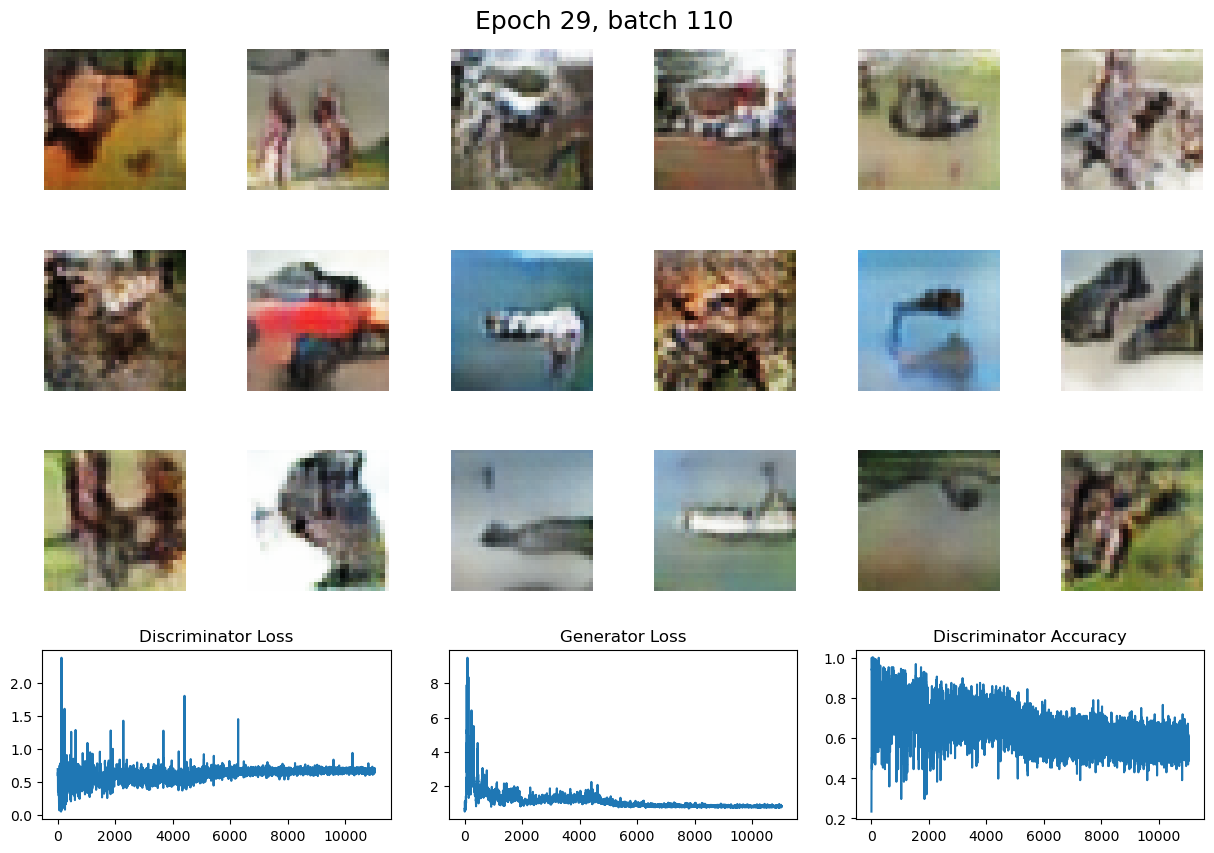 Epoch 29, batch 110
Discriminator Loss
Generator Loss
Discriminator Accuracy
2.0
1.5
1.0
0.5
0.0
0 2000 4000 6000 8000 10000
8
6
4
2
0 2000 4000 6000 8000 10000
1.0
0.8
0.6
0.4
0.2
0 2000 4000 6000 8000 10000